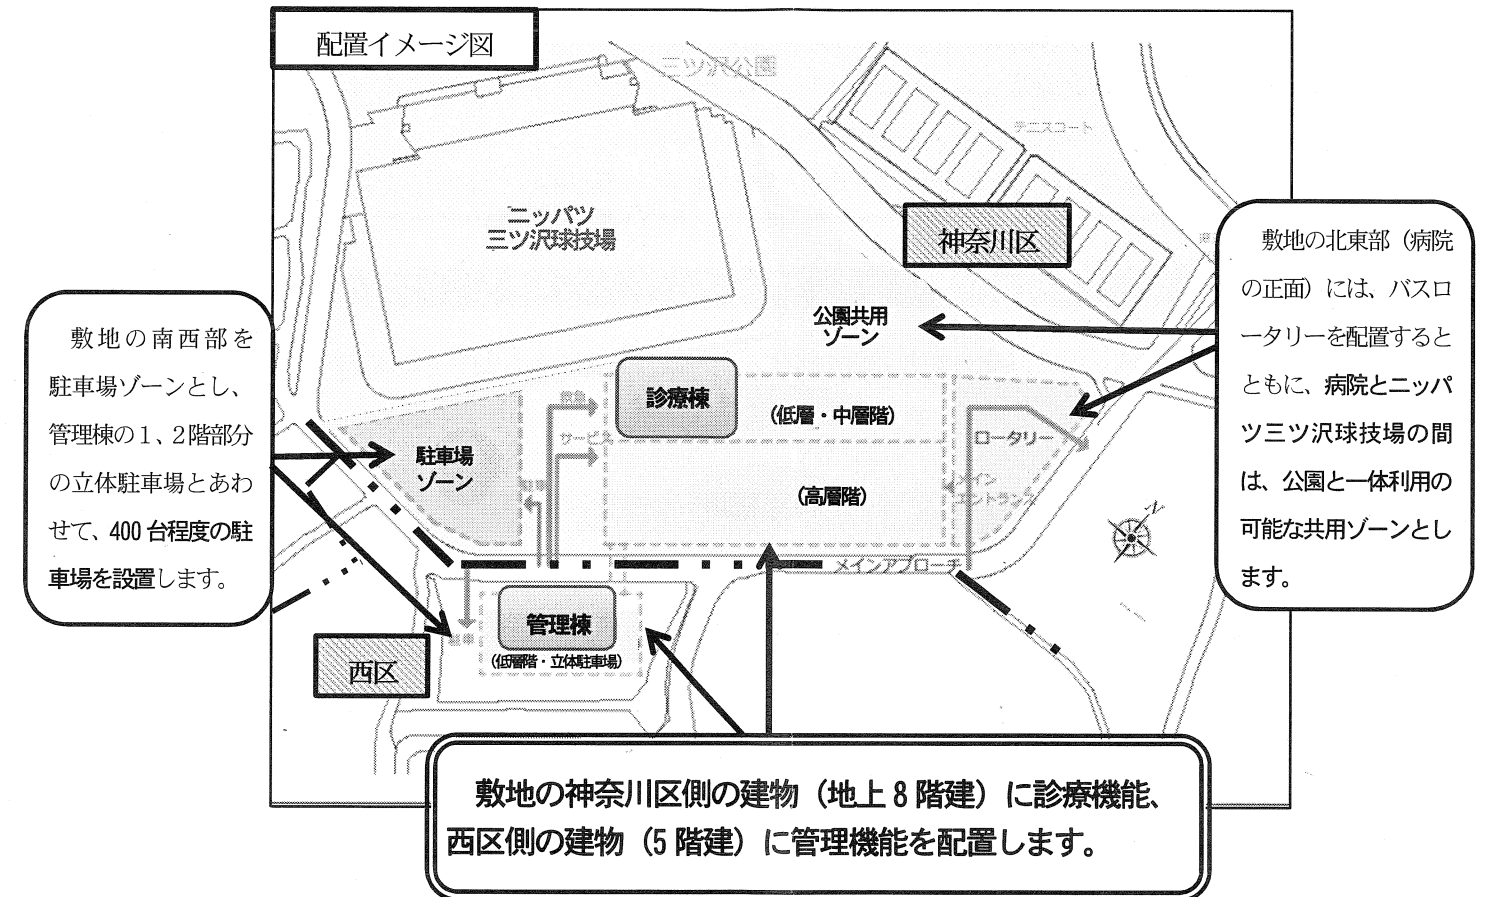 配置イメージ図
三ツ沢公園
テニスコート
ニッパツ
三ツ沢球技場
神奈川区
敷地の北東部（病院
の正面）には、バスロ
ータリーを配置すると
ともに、病院とニッパ
ツ三ツ沢球技場の間
は、公園と一体利用の
可能な共用ゾーンとし
ます。
公園共用
ゾーン
敷地の南西部を
駐車場ゾーンとし、
管理棟の１、２階部分
の立体駐車場とあわ
せて、400 台程度の駐
車場を設置します。
診療棟
（低層・中層階）
救急
サービス
ロータリー
駐車場
ゾーン
（高層階）
メイン
エントランス
N
メインアプローチ
管理棟
（低層階・立体駐車場）
西区
敷地の神奈川区側の建物（地上 8 階建）に診療機能、
西区側の建物（5 階建）に管理機能を配置します。